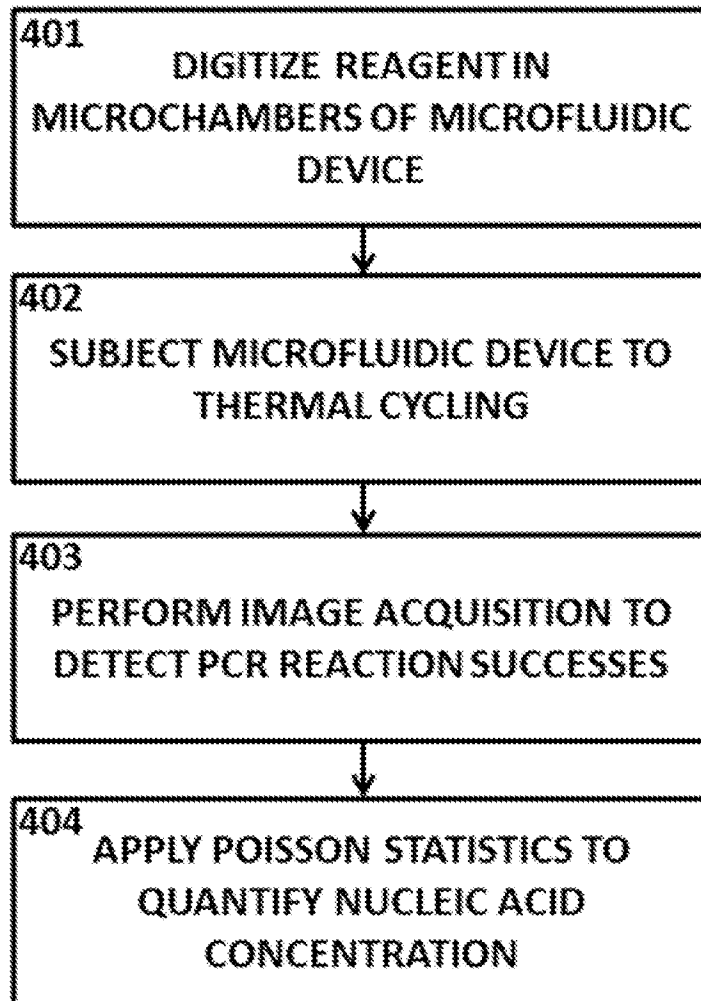 401
DIGITIZE REAGENT IN
MICROCHAMBERS OF MICROFLUIDIC
DEVICE
402
SUBJECT MICROFLUIDIC DEVICE TO
THERMAL CYCLING
403
PERFORM IMAGE ACQUISITION TO
DETECT PCR REACTION SUCCESSES
404
APPLY POISSON STATISTICS TO
QUANTIFY NUCLEIC ACID
CONCENTRATION